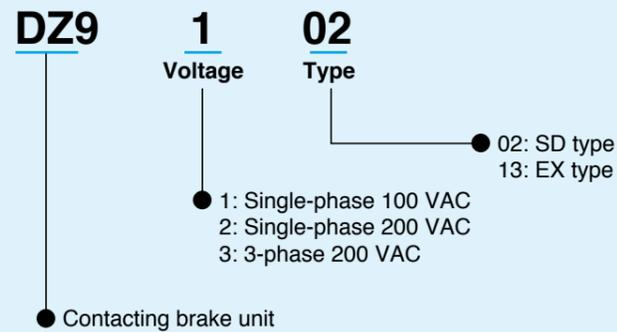 DZ9 1 02
Voltage Type
02: SD type
13: EX type
1: Single-phase 100 VAC
2: Single-phase 200 VAC
3: 3-phase 200 VAC
Contacting brake unit